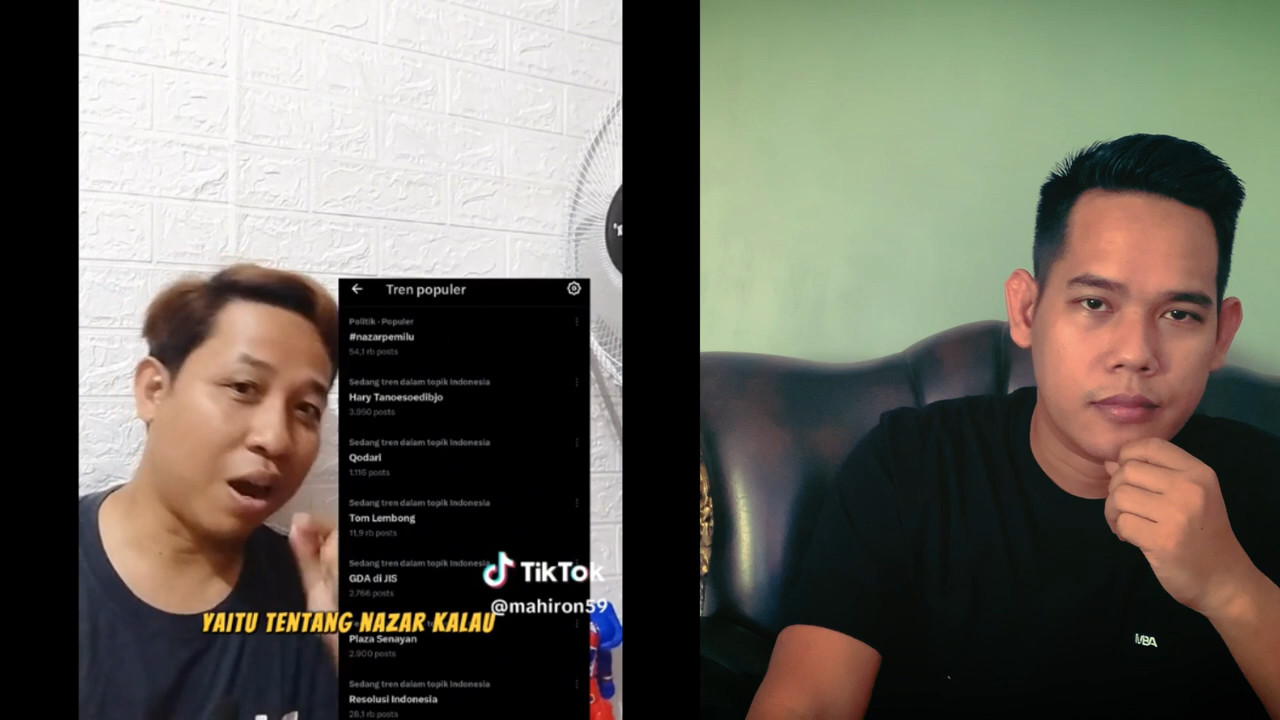 Tren populer
Politik · Populer
#nazarpemilu
54,1 rb posts
Sedang tren dalam topik Indonesia
Hary Tanoesoedibjo
3.950 posts
Sedang tren dalam topik Indonesia
Qodari
1.116 posts
Sedang tren dalam topik Indonesia
Tom Lembong
11,9 rb posts
Sedang tren dalam topik Indonesia
GDA di JIS
2.766 posts
TikTok
@mahiron59
YAITU TENTANG NAZAR KALAU
Plaza Senayan
2.900 posts
Sedang tren dalam topik Indonesia
Resolusi Indonesia
28,1 rb posts